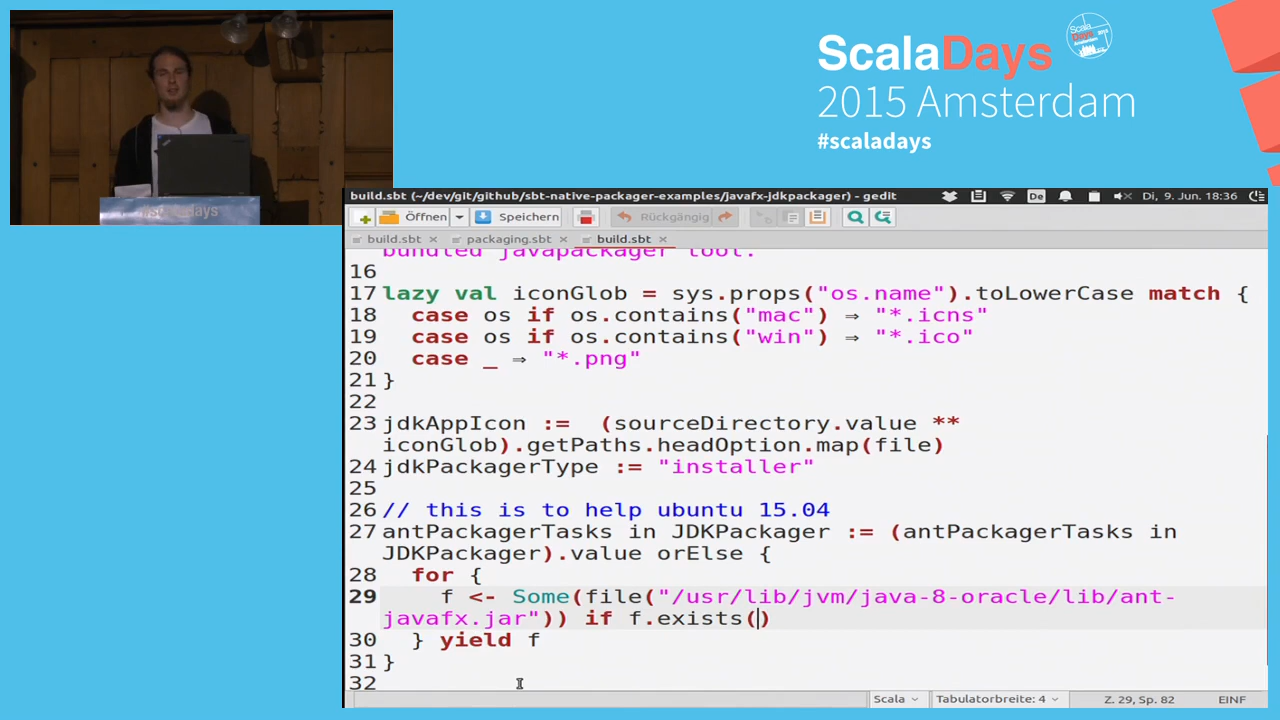 ScalaDays
2015 Amsterdam
#scaladays
build.sbt (~/dev/git/github/sbt-native-packager-examples/javafx-jdkpackager) - gedit
De
Di, 9. Jun. 18:36
Öffnen
Speichern
Rückgängig
build.sbt ×
packaging.sbt ×
build.sbt ×
bundled javapackager tool.
16
17 lazy val iconGlob = sys.props("os.name").toLowerCase match {
18 case os if os.contains("mac") ⇒ "*.icns"
19 case os if os.contains("win") ⇒ "*.ico"
20 case _ ⇒ "*.png"
21 }
22
23 jdkAppIcon :=  (sourceDirectory.value **
iconGlob).getPaths.headOption.map(file)
24 jdkPackagerType := "installer"
25
26 // this is to help ubuntu 15.04
27 antPackagerTasks in JDKPackager := (antPackagerTasks in
JDKPackager).value orElse {
28 for {
29 f <- Some(file("/usr/lib/jvm/java-8-oracle/lib/ant-
javafx.jar")) if f.exists()
30 } yield f
31 }
32
Scala
Tabulatorbreite: 4
Z. 29, Sp. 82
EINF